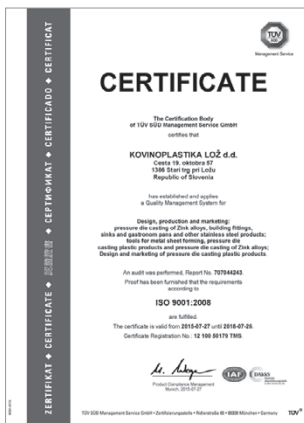 TÜV
SÜD
Management Service
CERTIFICATE
The Certification Body
of TÜV SÜD Management Service GmbH
certifies that
KOVINOPLASTIKA LOŽ d.d.
Cesta 19. oktobra 57
1386 Stari trg pri Ložu
Republic of Slovenia
has established and applies
a Quality Management System for
Design, production and marketing:
pressure die casting of Zink alloys, building fittings,
sinks and gastronom pans and other stainless steel products;
tools for metal sheet forming, pressure die
casting plastic products and pressure die casting of Zink alloys;
Design and marketing of pressure die casting plastic products.
An audit was performed, Report No. 707044243.
Proof has been furnished that the requirements
according to
ISO 9001:2008
are fulfilled.
The certificate is valid from 2015-07-27 until 2018-07-26.
Certificate Registration No.: 12 100 50179 TMS
Product Compliance Management
Munich, 2015-07-27
IAF
DAkkS
TÜV SÜD Management Service GmbH • Zertifizierungsstelle • Ridlerstraße 65 • 80339 München • Germany
TÜV®
ZERTIFIKAT ◆ CERTIFICATE ◆ ◆ СЕРТИФИКАТ ◆ CERTIFICADO ◆ CERTIFICAT